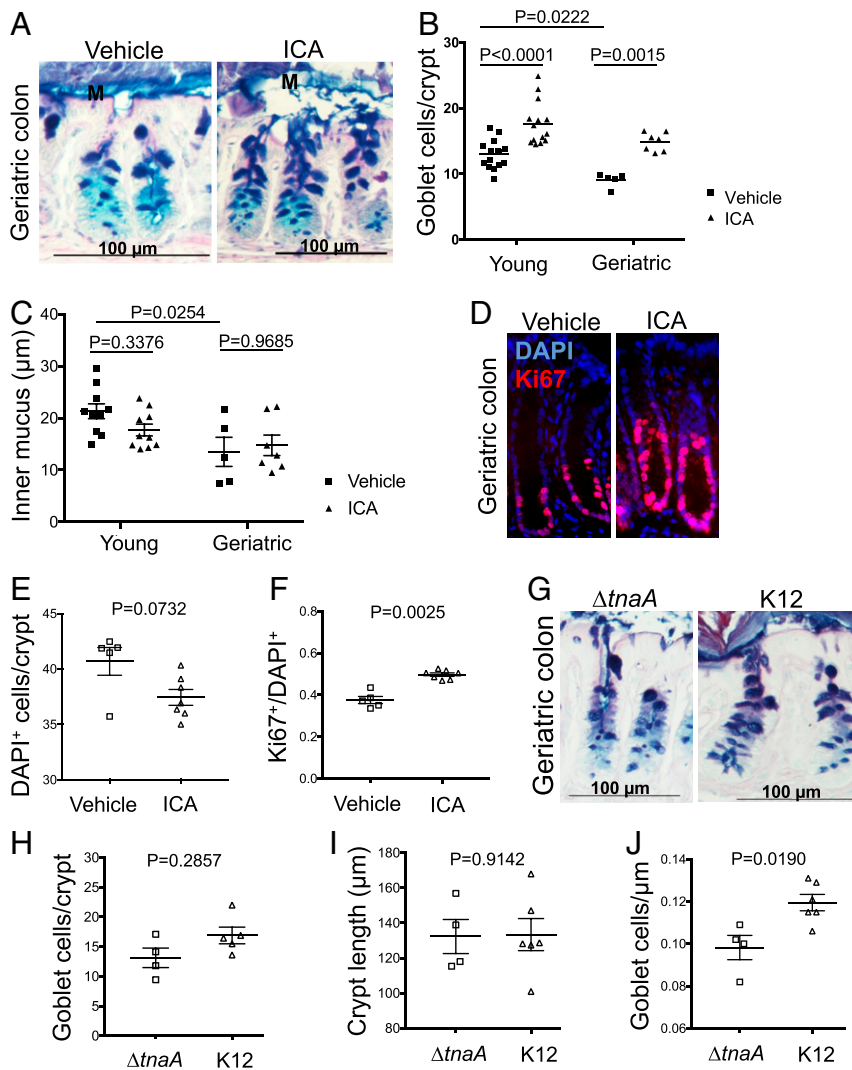 A
Vehicle
ICA
Geriatric colon
M
M
100 µm
100 µm
B
P=0.0222
P<0.0001
P=0.0015
Goblet cells/crypt
30
20
10
0
Young
Geriatric
Vehicle
ICA
C
P=0.0254
P=0.3376
P=0.9685
Inner mucus (µm)
40
30
20
10
0
Young
Geriatric
Vehicle
ICA
D
Vehicle
ICA
Geriatric colon
DAPI
Ki67
E
P=0.0732
DAPI⁺ cells/crypt
45
40
35
30
Vehicle
ICA
F
P=0.0025
Ki67⁺/DAPI⁺
0.8
0.6
0.4
0.2
0.0
Vehicle
ICA
G
ΔtnaA
K12
Geriatric colon
100 µm
100 µm
H
P=0.2857
Goblet cells/crypt
30
25
20
15
10
5
0
ΔtnaA
K12
I
P=0.9142
Crypt length (µm)
180
160
140
120
100
80
ΔtnaA
K12
J
P=0.0190
Goblet cells/µm
0.14
0.12
0.10
0.08
0.06
ΔtnaA
K12